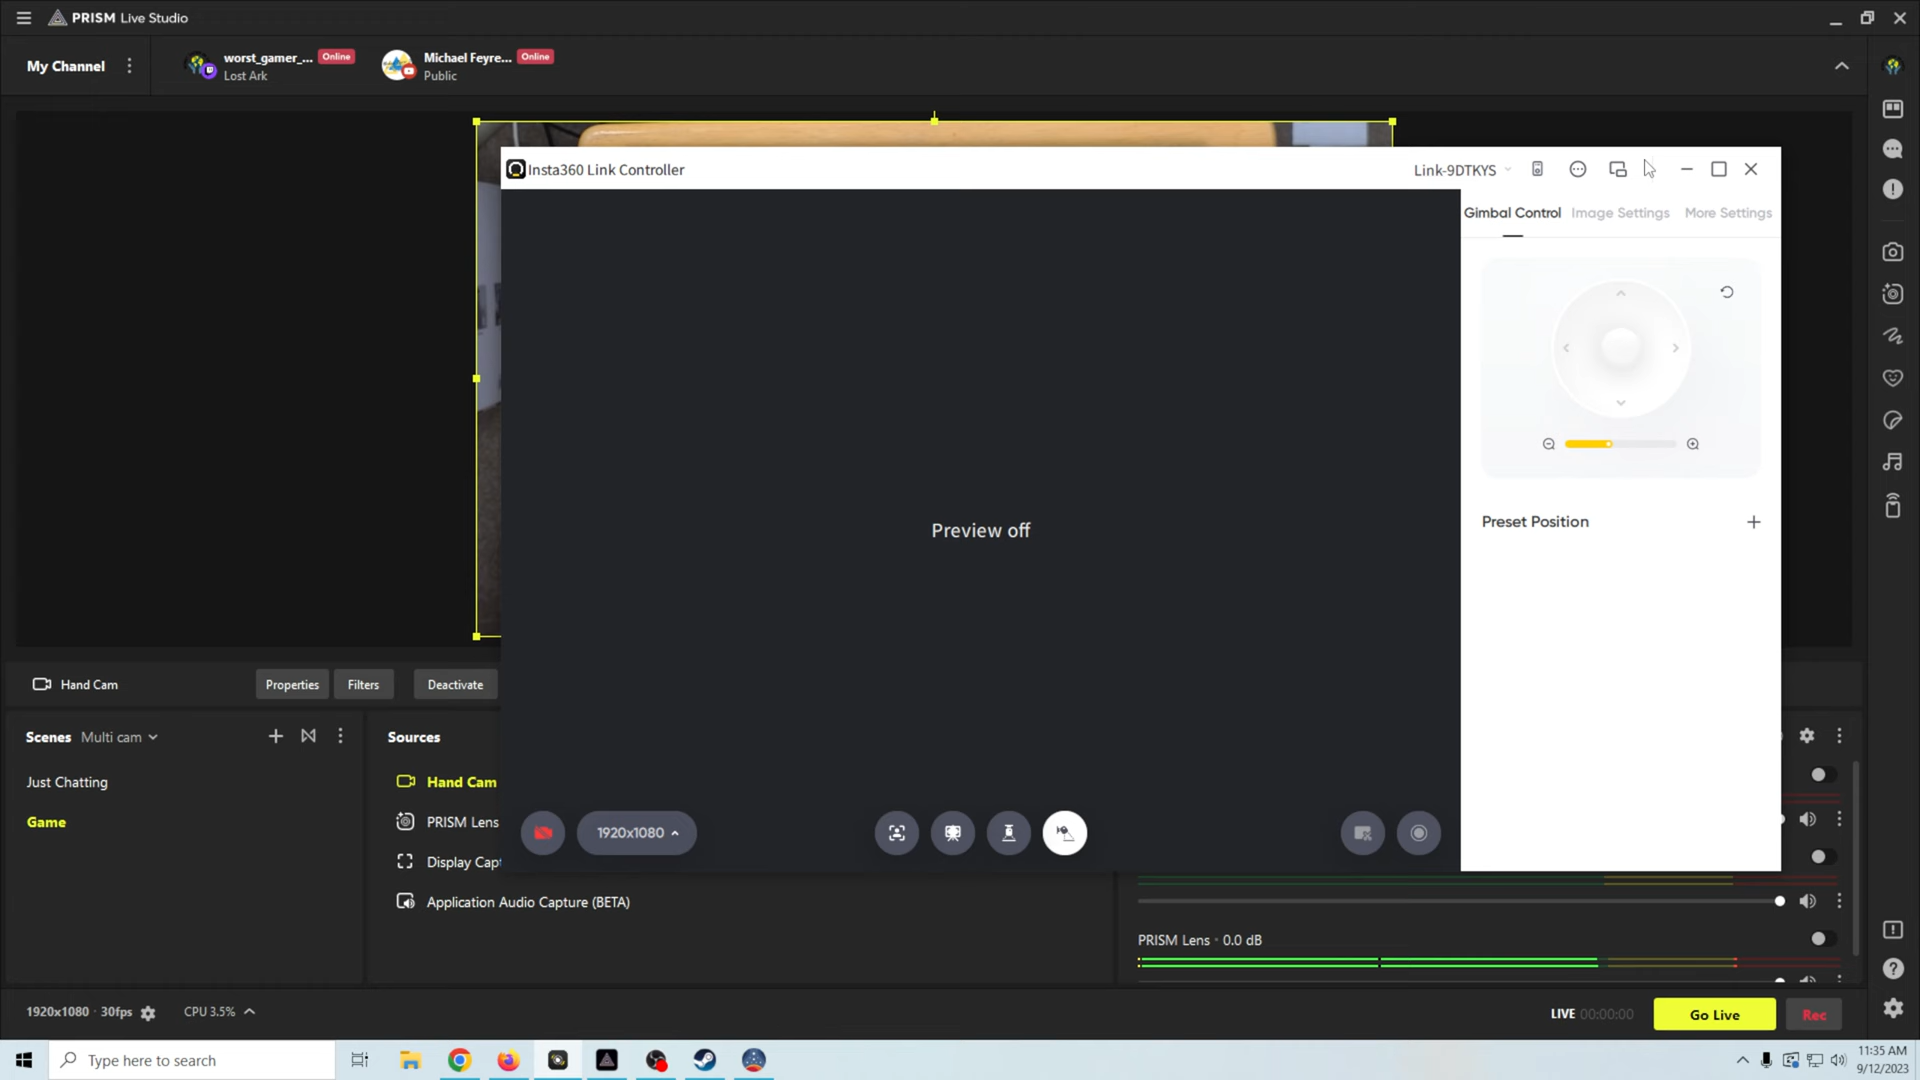 PRISM Live Studio
My Channel
worst_gamer_... Online
Lost Ark
Michael Feyre... Online
Public
Insta360 Link Controller
Link-9DTKYS
Gimbal Control Image Settings More Settings
Preview off
Preset Position
Hand Cam
Properties
Filters
Deactivate
Scenes Multi cam
Sources
Just Chatting
Game
Hand Cam
PRISM Lens
Display Capt
Application Audio Capture (BETA)
1920x1080
PRISM Lens · 0.0 dB
1920x1080 · 30fps
CPU 3.5%
LIVE 00:00:00
Go Live
Rec
Type here to search
11:35 AM
9/12/2023